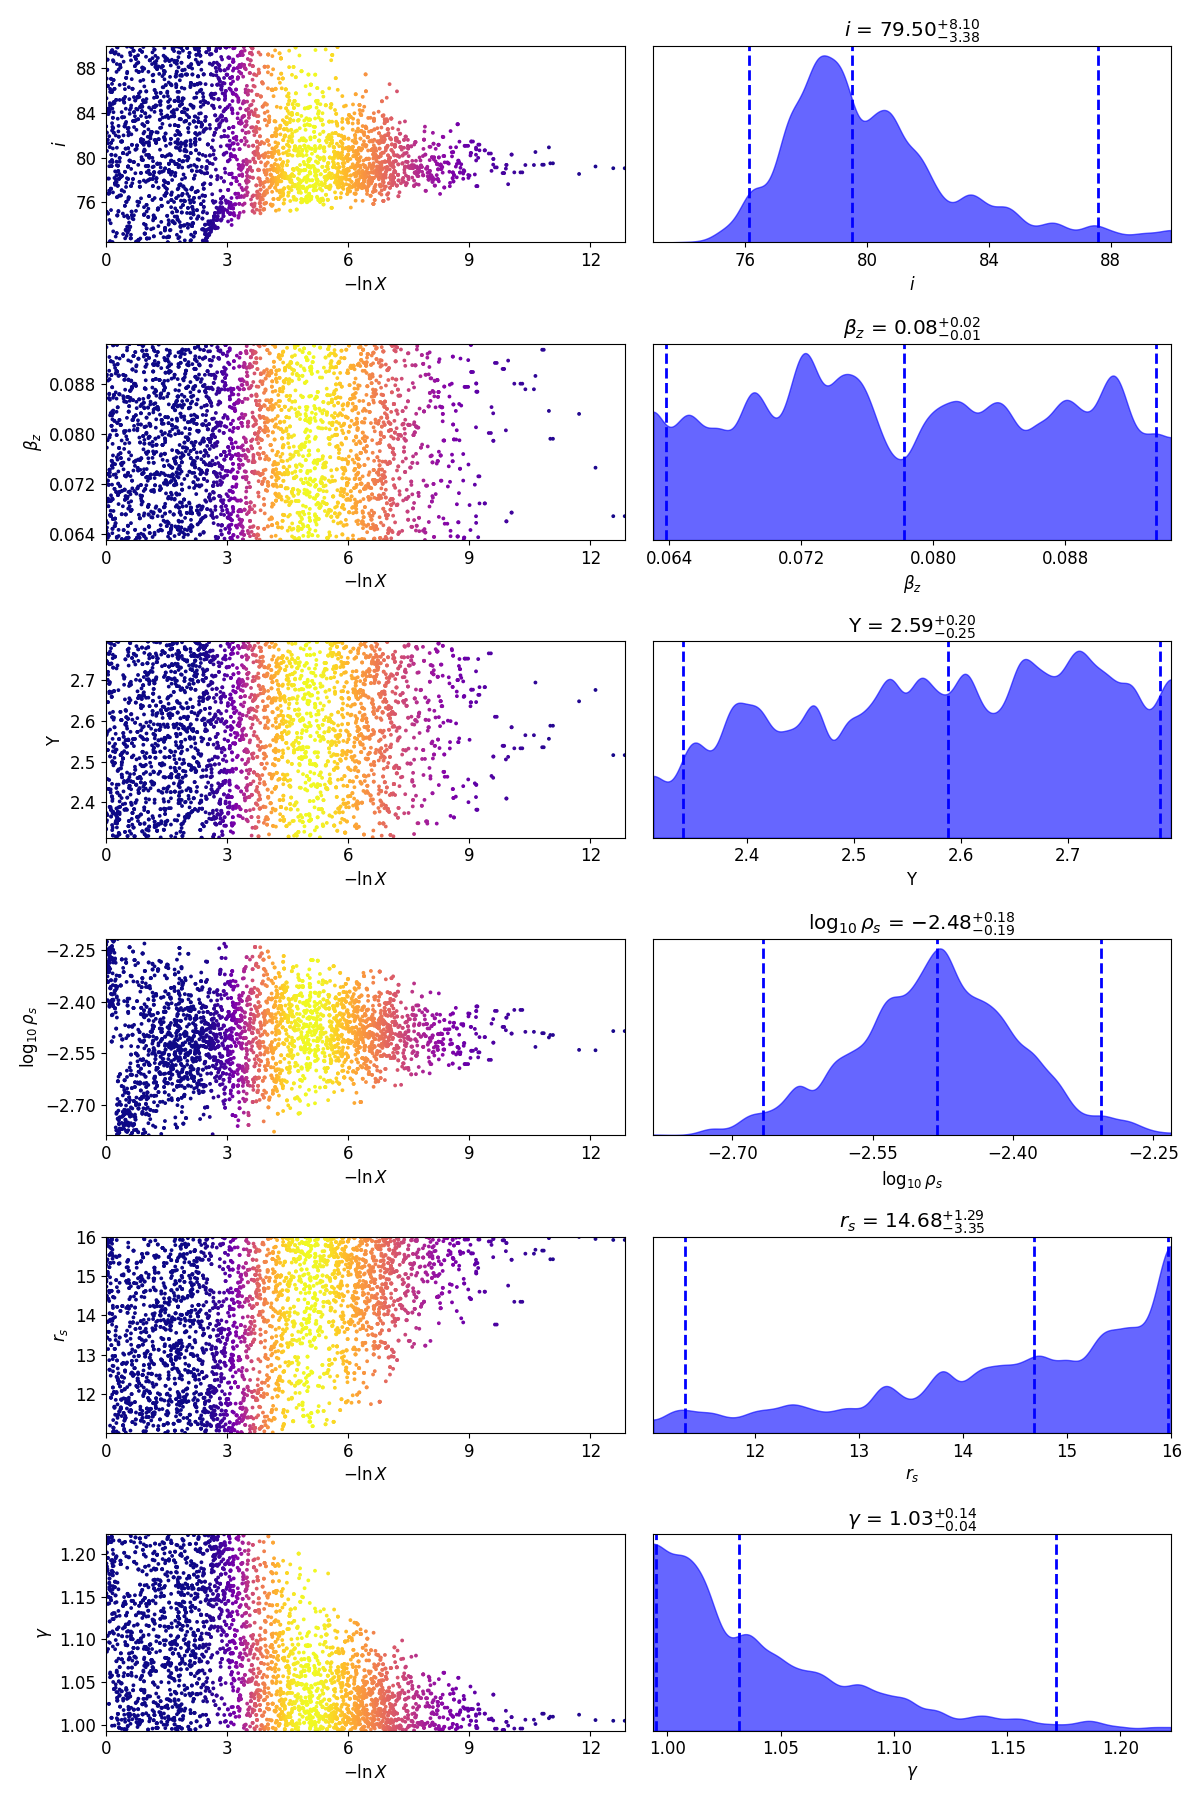 i = 79.50 +8.10 −3.38
88
84
80
76
i
0 3 6 9 12
−ln X
76 80 84 88
i
β_z = 0.08 +0.02 −0.01
0.088
0.080
0.072
0.064
β_z
0 3 6 9 12
−ln X
0.064 0.072 0.080 0.088
β_z
Y = 2.59 +0.20 −0.25
2.7
2.6
2.5
2.4
Y
0 3 6 9 12
−ln X
2.4 2.5 2.6 2.7
Y
log10 ρ_s = −2.48 +0.18 −0.19
−2.25
−2.40
−2.55
−2.70
log10 ρ_s
0 3 6 9 12
−ln X
−2.70 −2.55 −2.40 −2.25
log10 ρ_s
r_s = 14.68 +1.29 −3.35
16
15
14
13
12
r_s
0 3 6 9 12
−ln X
12 13 14 15 16
r_s
γ = 1.03 +0.14 −0.04
1.20
1.15
1.10
1.05
1.00
γ
0 3 6 9 12
−ln X
1.00 1.05 1.10 1.15 1.20
γ